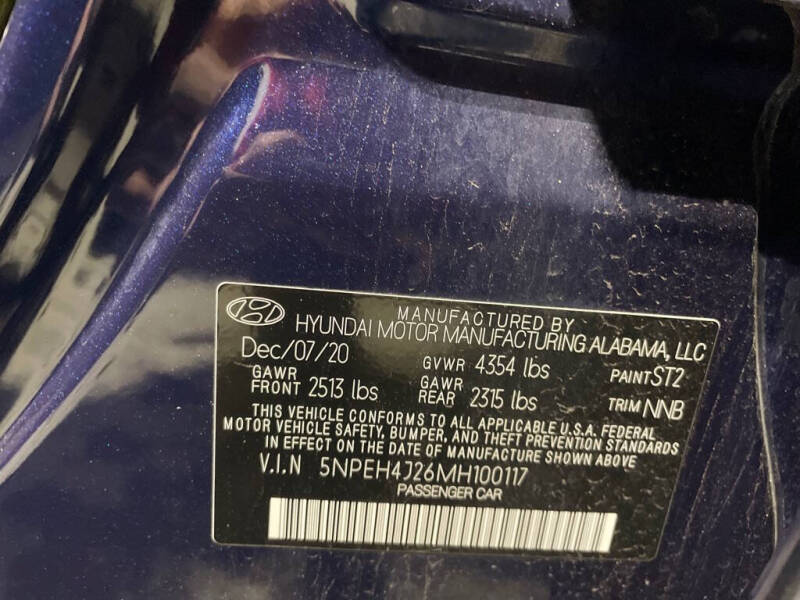 MANUFACTURED BY
HYUNDAI MOTOR MANUFACTURING ALABAMA, LLC
Dec/07/20 GVWR 4354 lbs PAINT ST2
GAWR FRONT 2513 lbs GAWR REAR 2315 lbs TRIM NNB
THIS VEHICLE CONFORMS TO ALL APPLICABLE U.S.A. FEDERAL
MOTOR VEHICLE SAFETY, BUMPER, AND THEFT PREVENTION STANDARDS
IN EFFECT ON THE DATE OF MANUFACTURE SHOWN ABOVE.
V.I.N 5NPEH4J26MH100117
PASSENGER CAR